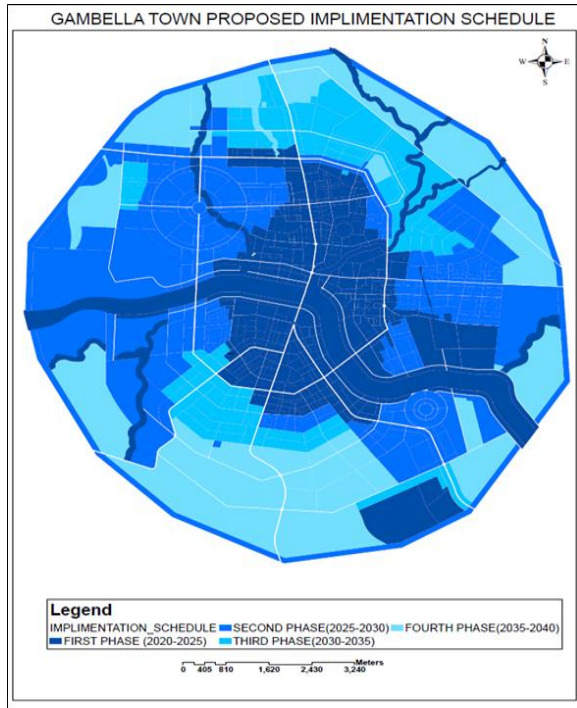 GAMBELLA TOWN PROPOSED IMPLIMENTATION SCHEDULE
N
W E
S
Legend
IMPLIMENTATION_SCHEDULE SECOND PHASE(2025-2030) FOURTH PHASE(2035-2040)
FIRST PHASE (2020-2025) THIRD PHASE(2030-2035)
Meters
0 405 810 1,620 2,430 3,240